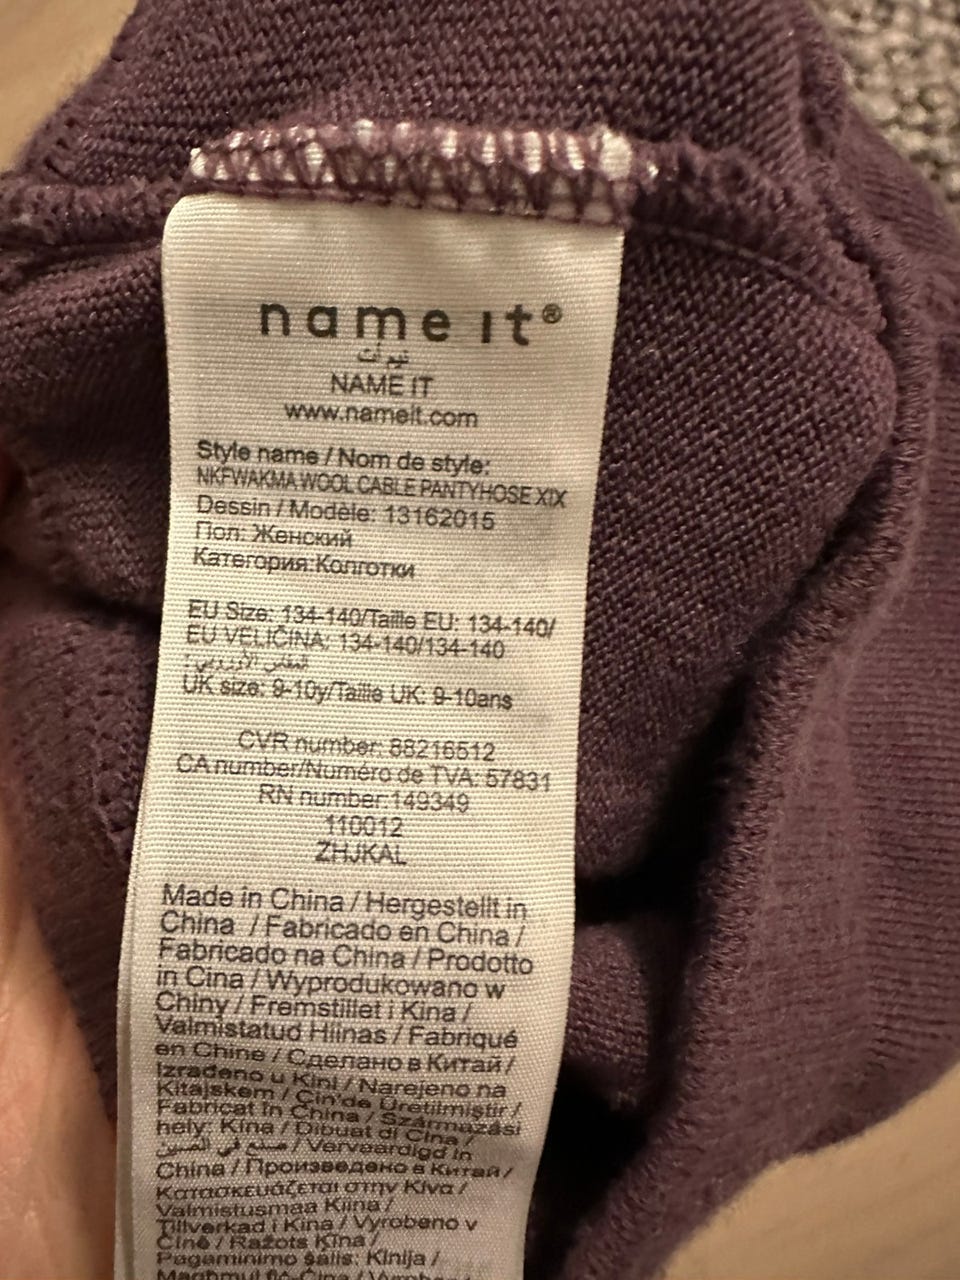 name it®
نيم ات
NAME IT
www.nameit.com
Style name / Nom de style:
NKFWAKMA WOOL CABLE PANTYHOSE XIX
Dessin / Modèle: 13162015
Пол: Женский
Категория:Колготки
EU Size: 134-140/Taille EU: 134-140/
EU VELIČINA: 134-140/134-140
UK size: 9-10y/Taille UK: 9-10ans
CVR number: 88216512
CA number/Numéro de TVA: 57831
RN number:149349
110012
ZHJKAL
Made in China / Hergestellt in
China / Fabricado en China /
Fabricado na China / Prodotto
in Cina / Wyprodukowano w
Chiny / Fremstillet i Kina /
Valmistatud Hiinas / Fabriqué
en Chine / Сделано в Китай /
Izrađeno u Kini / Narejeno na
Kitajskem / Çin'de Üretilmiştir /
Fabricat în China / Származási
hely: Kína / Dibuat di Cina /
صنع في الصين / Vervaardigd in
China / Произведено в Китай /
Κατασκευάζεται στην Κίνα /
Valmistusmaa Kiina /
Tillverkad i Kina / Vyrobeno v
Číně / Ražots Ķīna /
Pagaminimo šalis: Kinija /